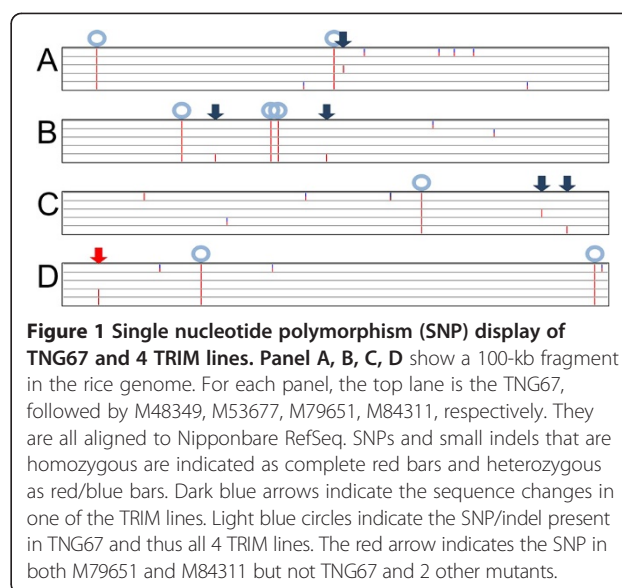 A
B
C
D
Figure 1 Single nucleotide polymorphism (SNP) display of
TNG67 and 4 TRIM lines. Panel A, B, C, D show a 100-kb fragment
in the rice genome. For each panel, the top lane is the TNG67,
followed by M48349, M53677, M79651, M84311, respectively. They
are all aligned to Nipponbare RefSeq. SNPs and small indels that are
homozygous are indicated as complete red bars and heterozygous
as red/blue bars. Dark blue arrows indicate the sequence changes in
one of the TRIM lines. Light blue circles indicate the SNP/indel present
in TNG67 and thus all 4 TRIM lines. The red arrow indicates the SNP in
both M79651 and M84311 but not TNG67 and 2 other mutants.